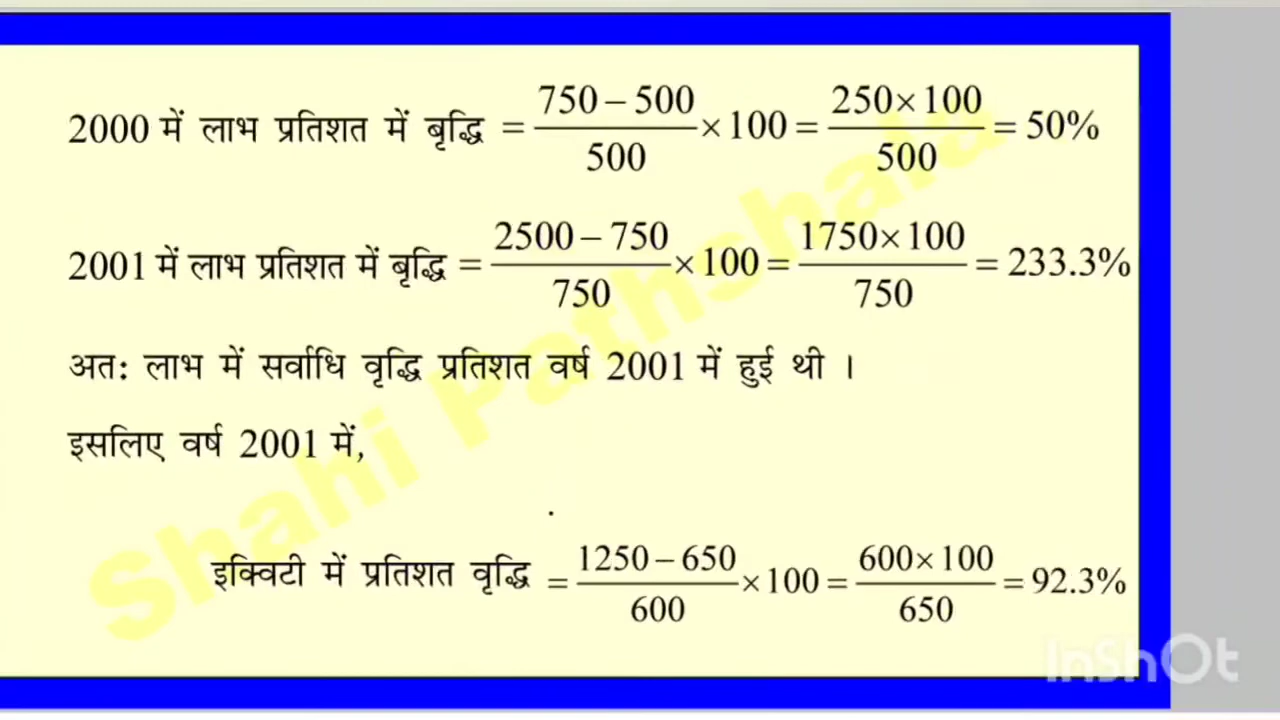 2000 में लाभ प्रतिशत में बृद्धि = 750 – 500 / 500 × 100 = 250 × 100 / 500 = 50%
2001 में लाभ प्रतिशत में बृद्धि = 2500 – 750 / 750 × 100 = 1750 × 100 / 750 = 233.3%
अतः लाभ में सर्वाधि वृद्धि प्रतिशत वर्ष 2001 में हुई थी ।
इसलिए वर्ष 2001 में,
इक्विटी में प्रतिशत वृद्धि = 1250 – 650 / 600 × 100 = 600 × 100 / 650 = 92.3%
Shahi Pathshala
InShOt